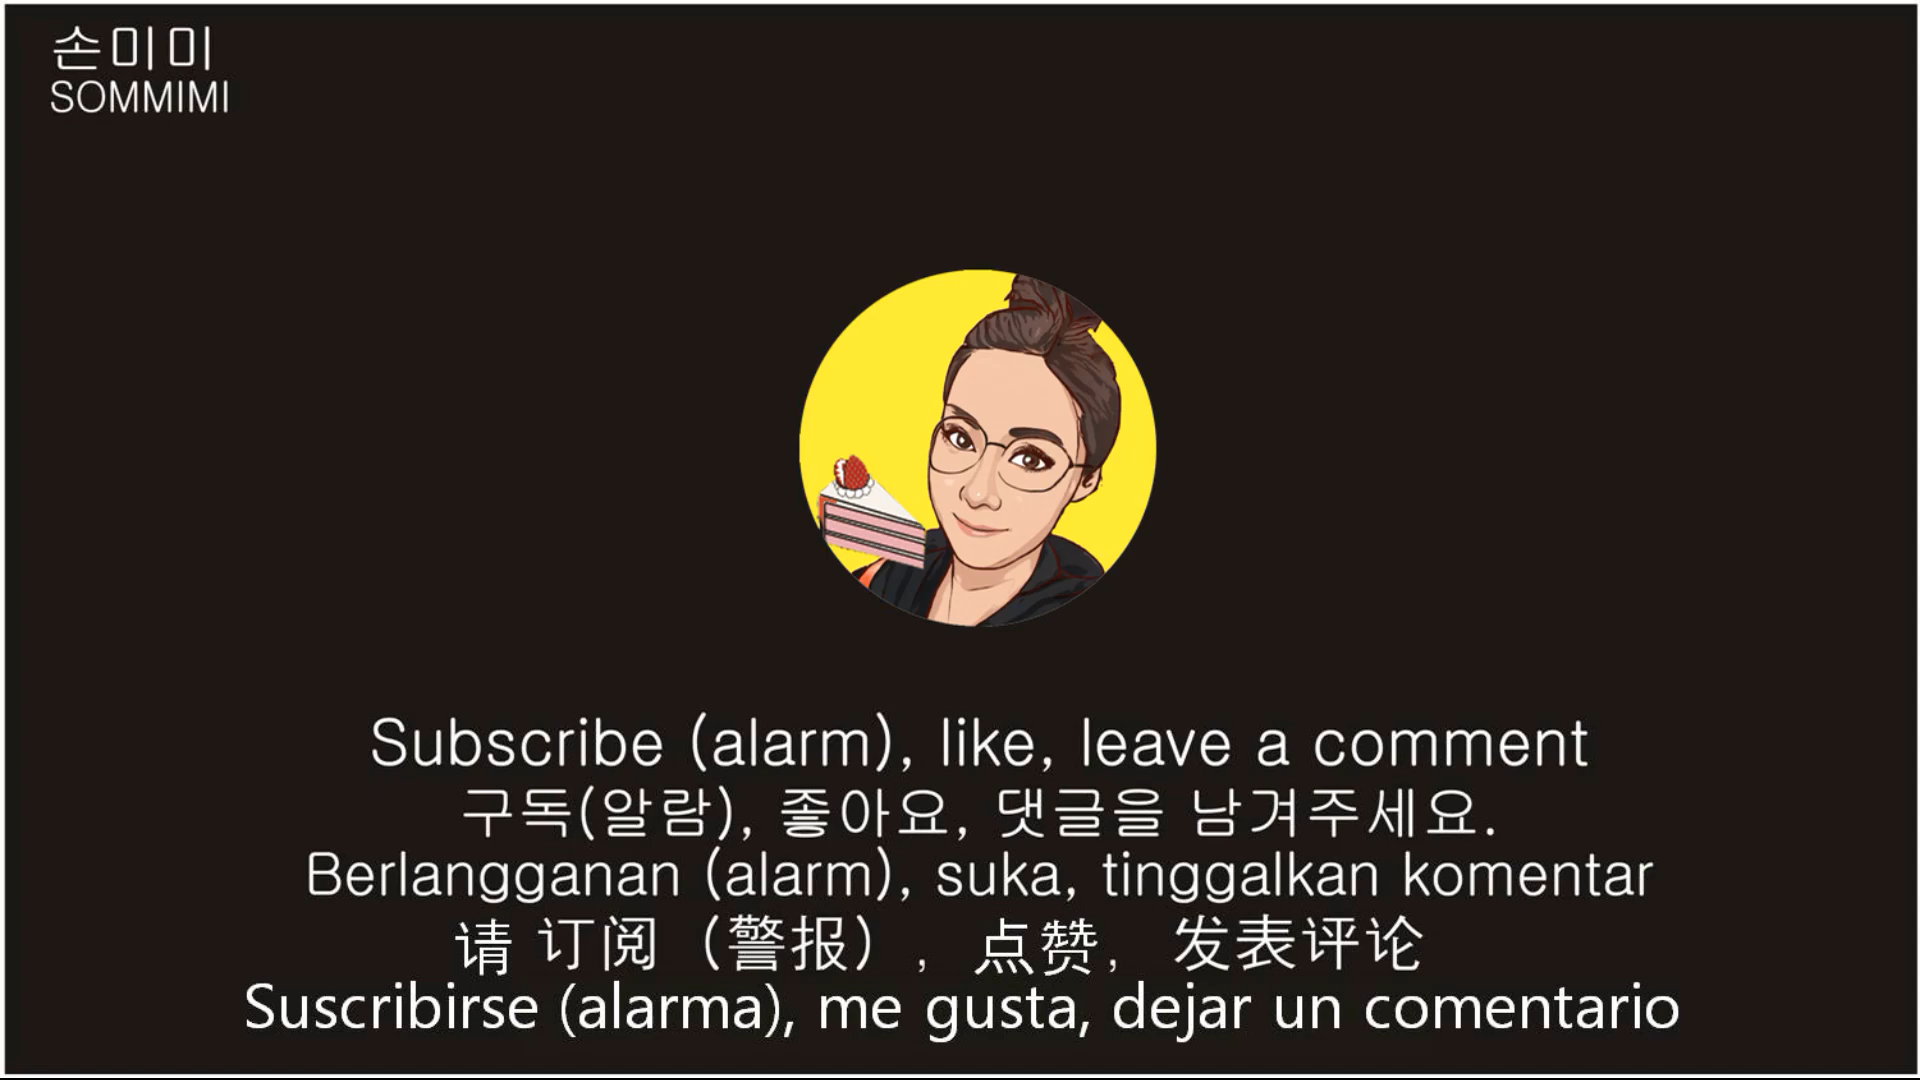 손미미
SOMMIMI
Subscribe (alarm), like, leave a comment
구독(알람), 좋아요, 댓글을 남겨주세요.
Berlangganan (alarm), suka, tinggalkan komentar
请 订阅（警报）, 点赞, 发表评论
Suscribirse (alarma), me gusta, dejar un comentario